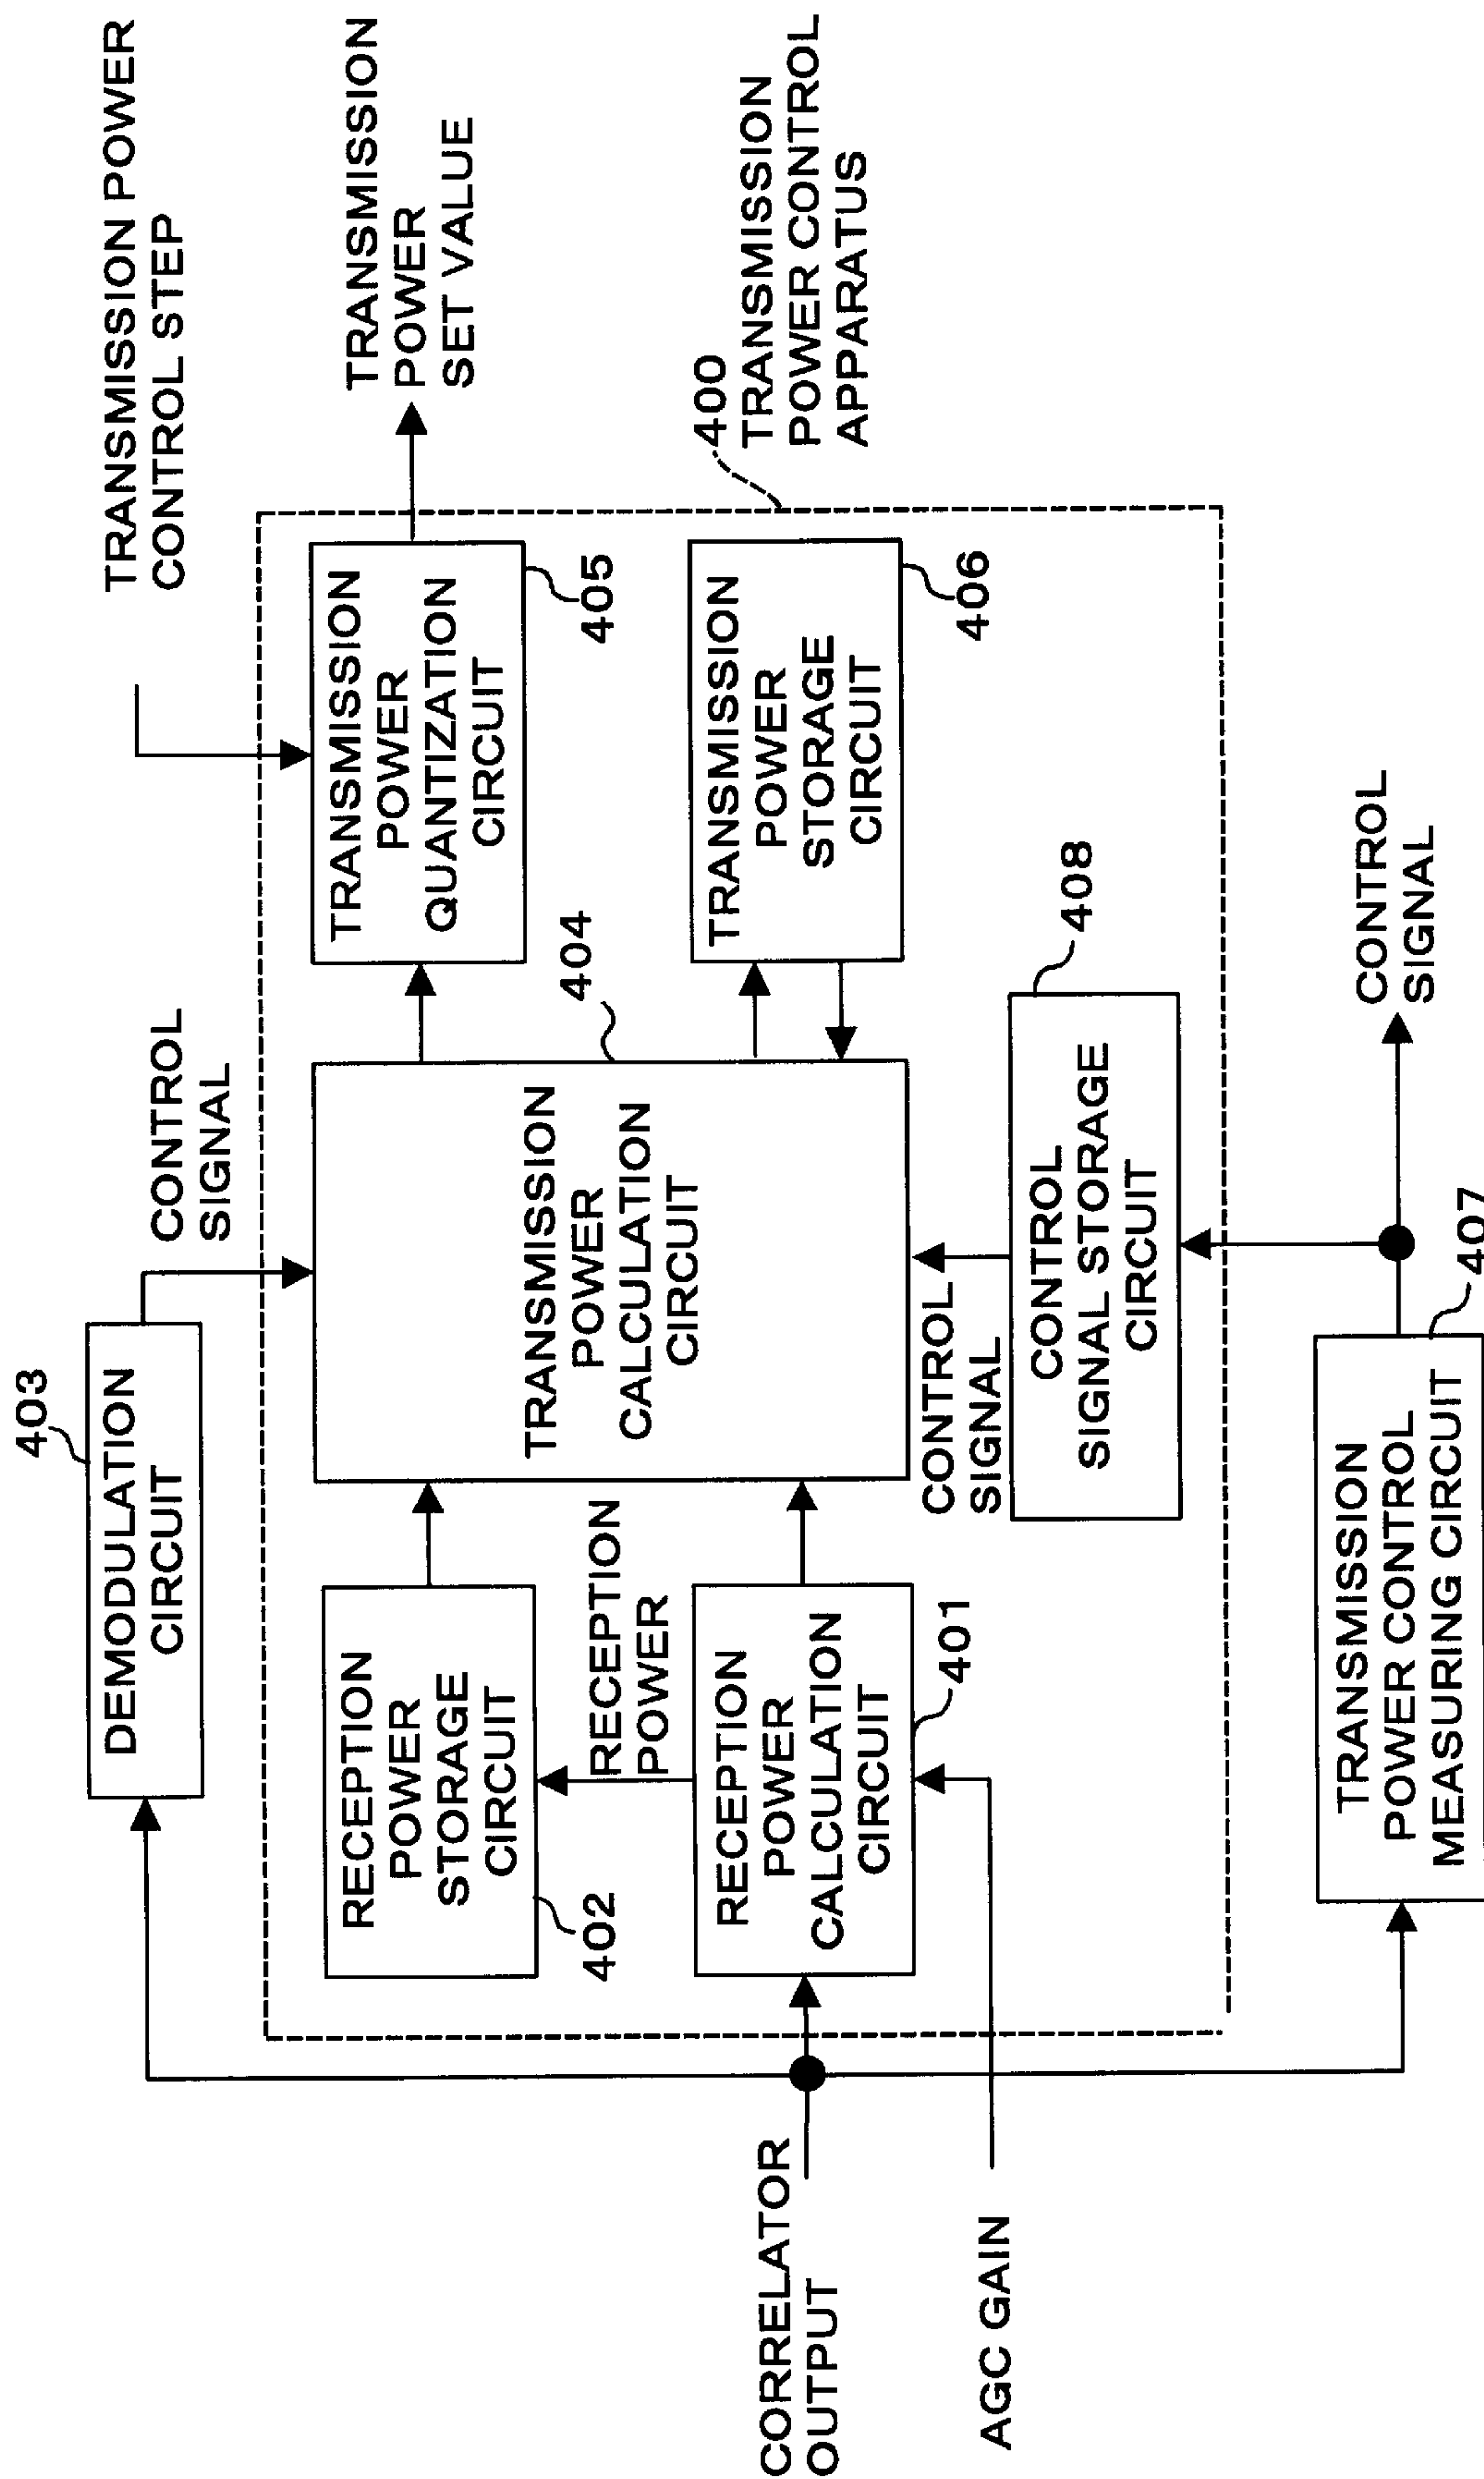 TRANSMISSION POWER
CONTROL STEP
403
DEMODULATION
CIRCUIT
CONTROL
SIGNAL
RECEPTION
POWER
STORAGE
CIRCUIT
402
RECEPTION
POWER
RECEPTION
POWER
CALCULATION
CIRCUIT
401
404
TRANSMISSION
POWER
CALCULATION
CIRCUIT
TRANSMISSION
POWER
QUANTIZATION
CIRCUIT
405
TRANSMISSION
POWER
SET VALUE
TRANSMISSION
POWER
STORAGE
CIRCUIT
406
400
TRANSMISSION
POWER CONTROL
APPARATUS
CORRELATOR
OUTPUT
AGC GAIN
CONTROL
SIGNAL
CONTROL
SIGNAL STORAGE
CIRCUIT
408
TRANSMISSION
POWER CONTROL
MEASURING CIRCUIT
407
CONTROL
SIGNAL